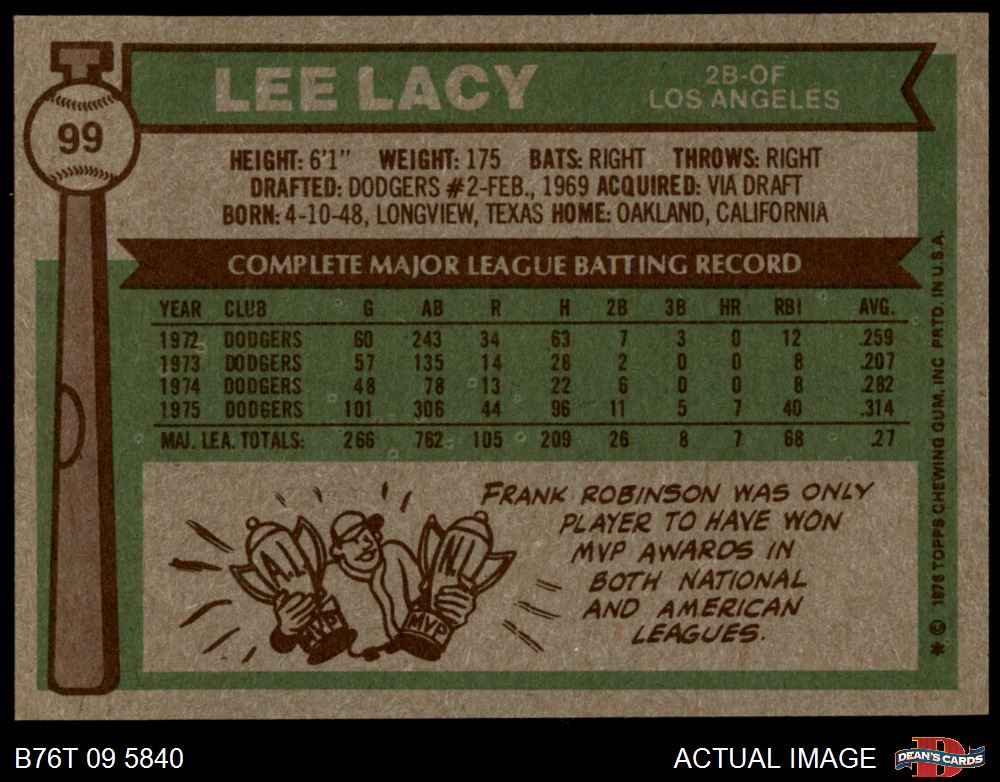 LEE LACY
2B-OF
LOS ANGELES
99
HEIGHT: 6'1" WEIGHT: 175 BATS: RIGHT THROWS: RIGHT
DRAFTED: DODGERS #2-FEB., 1969 ACQUIRED: VIA DRAFT
BORN: 4-10-48, LONGVIEW, TEXAS HOME: OAKLAND, CALIFORNIA
COMPLETE MAJOR LEAGUE BATTING RECORD
YEAR CLUB G AB R H 2B 3B HR RBI AVG.
1972 DODGERS 60 243 34 63 7 3 0 12 .259
1973 DODGERS 57 135 14 28 2 0 0 8 .207
1974 DODGERS 48 78 13 22 6 0 0 8 .282
1975 DODGERS 101 306 44 96 11 5 7 40 .314
MAJ. LEA. TOTALS: 266 762 105 209 26 8 7 68 .27
FRANK ROBINSON WAS ONLY
PLAYER TO HAVE WON
MVP AWARDS IN
BOTH NATIONAL
AND AMERICAN
LEAGUES.
A.L.
MVP
N.L.
MVP
* © 1976 TOPPS CHEWING GUM, INC. PRTD. IN U.S.A.
B76T 09 5840
ACTUAL IMAGE
D
DEAN'S CARDS